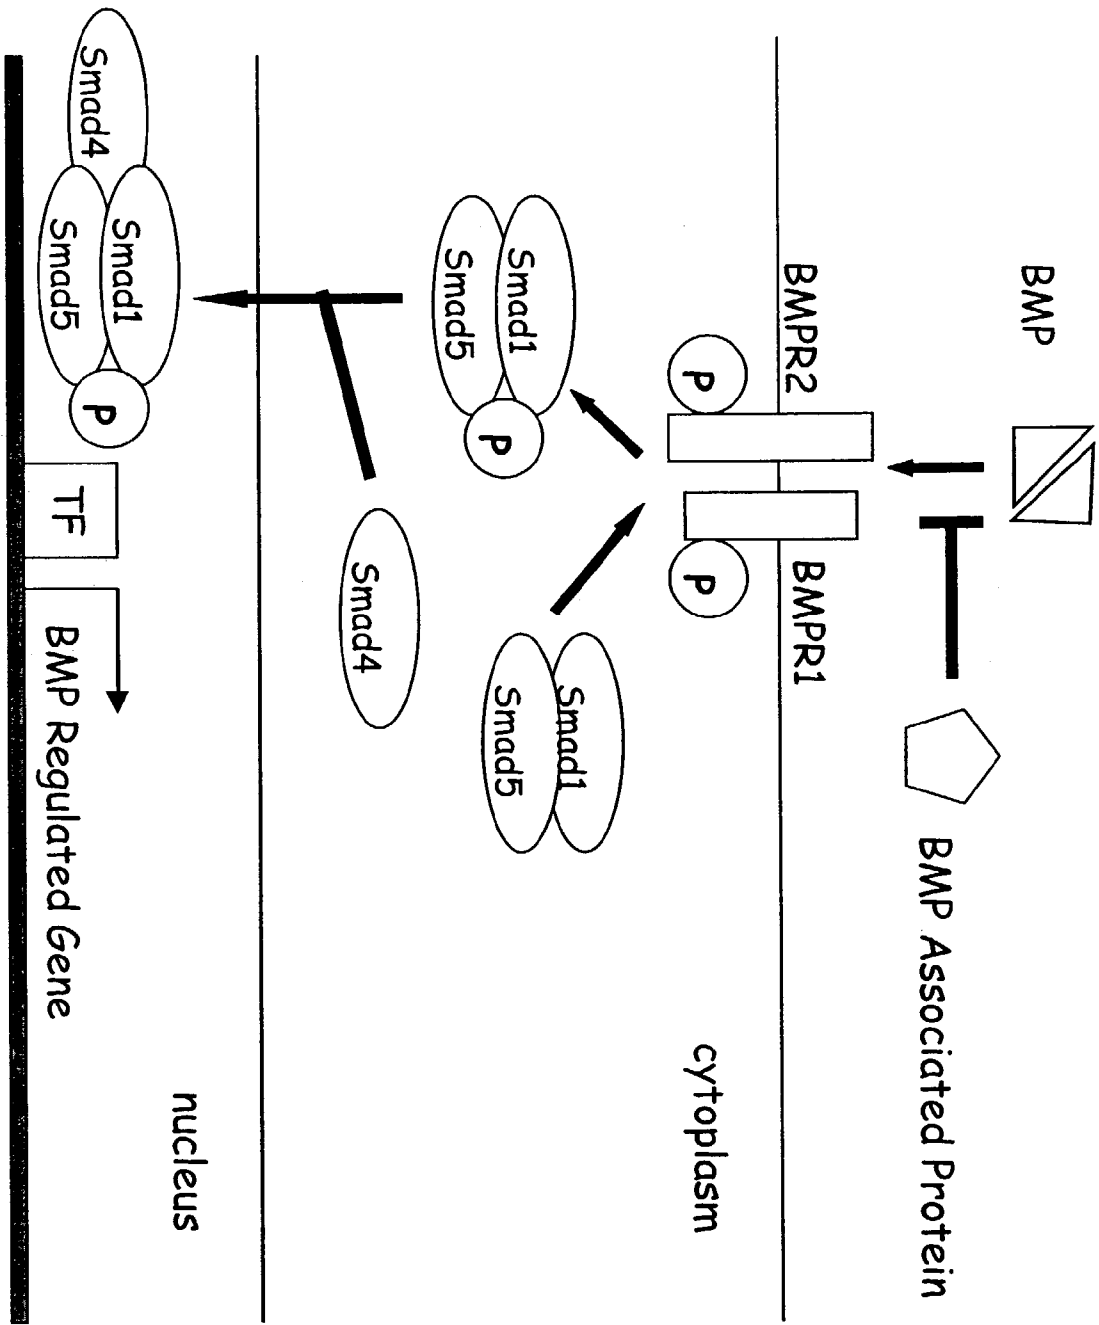 BMP
BMP Associated Protein
BMPR2
BMPR1
P
P
cytoplasm
Smad1
Smad5
P
Smad1
Smad5
Smad4
nucleus
Smad4
Smad1
Smad5
P
TF
BMP Regulated Gene